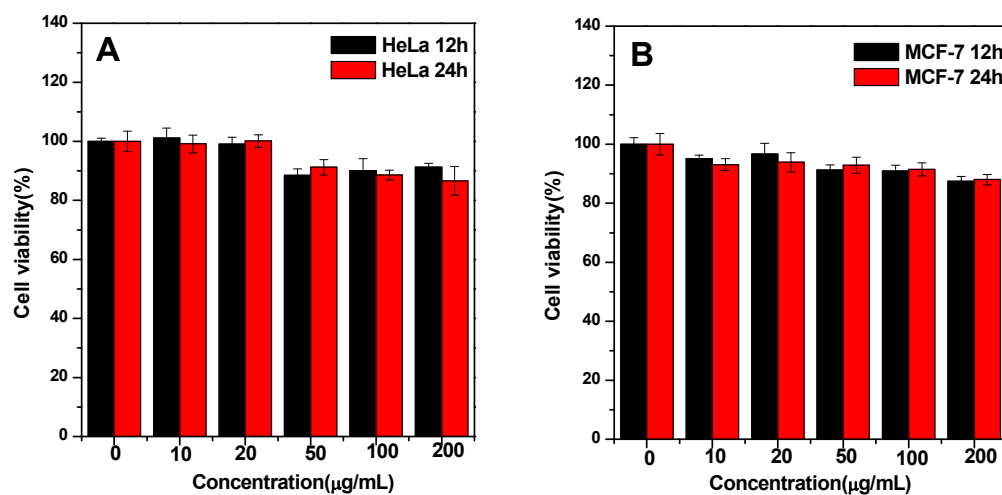 A
HeLa 12h
HeLa 24h
140
120
100
80
60
40
20
0
Cell viability(%)
0 10 20 50 100 200
Concentration(μg/mL)
B
MCF-7 12h
MCF-7 24h
140
120
100
80
60
40
20
0
Cell viability(%)
0 10 20 50 100 200
Concentration(μg/mL)